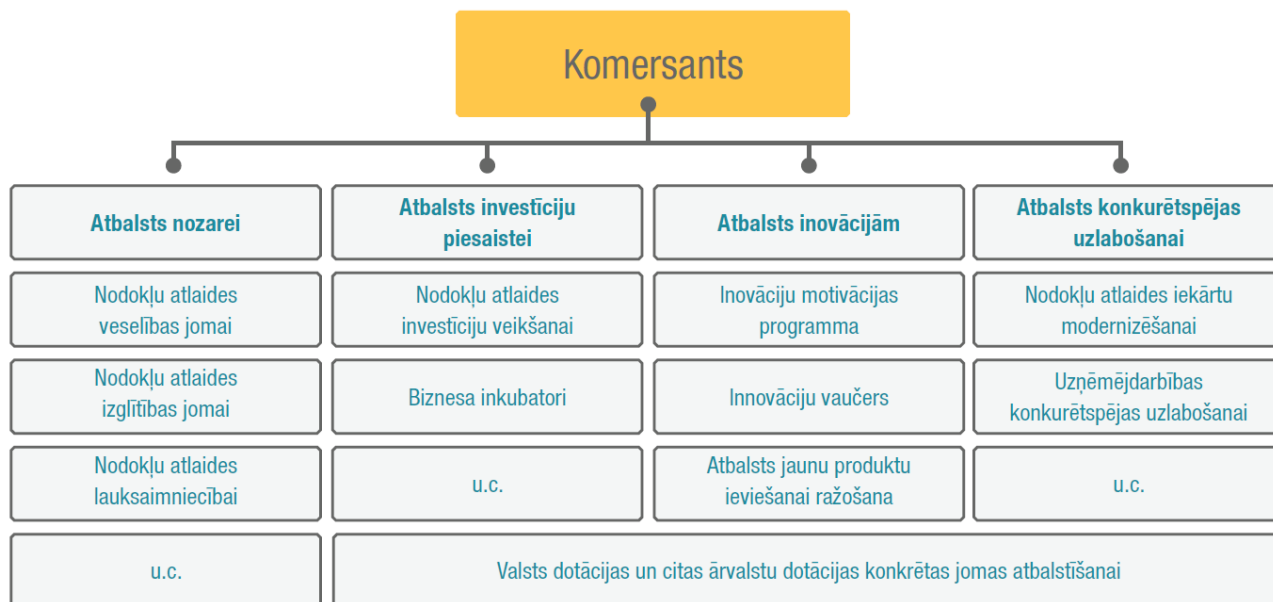 Komersants
Atbalsts nozarei
Atbalsts investīciju
piesaistei
Atbalsts inovācijām
Atbalsts konkurētspējas
uzlabošanai
Nodokļu atlaides
veselības jomai
Nodokļu atlaides
investīciju veikšanai
Inovāciju motivācijas
programma
Nodokļu atlaides iekārtu
modernizēšanai
Nodokļu atlaides
izglītības jomai
Biznesa inkubatori
Innovāciju vaučers
Uzņēmējdarbības
konkurētspējas uzlabošanai
Nodokļu atlaides
lauksaimniecībai
u.c.
Atbalsts jaunu produktu
ieviešanai ražošana
u.c.
u.c.
Valsts dotācijas un citas ārvalstu dotācijas konkrētas jomas atbalstīšanai